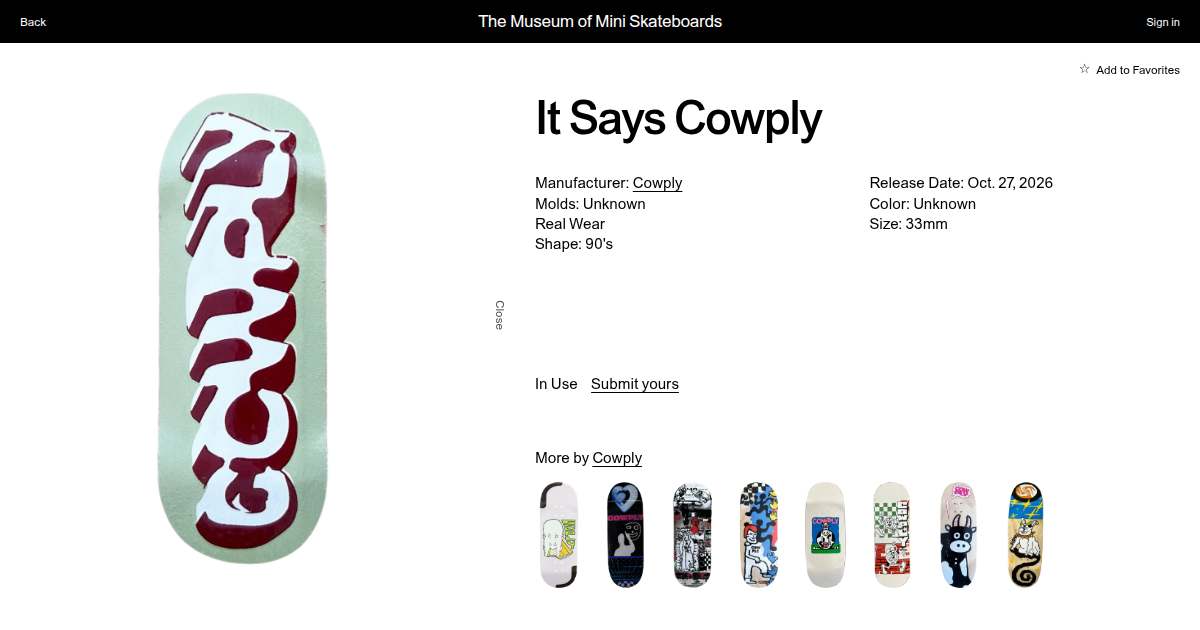 Back
The Museum of Mini Skateboards
Sign in
☆ Add to Favorites
COWPLY
It Says Cowply
Manufacturer: Cowply
Molds: Unknown
Real Wear
Shape: 90's
Release Date: Oct. 27, 2026
Color: Unknown
Size: 33mm
Close
In Use Submit yours
More by Cowply
COWPLY
COWPLY